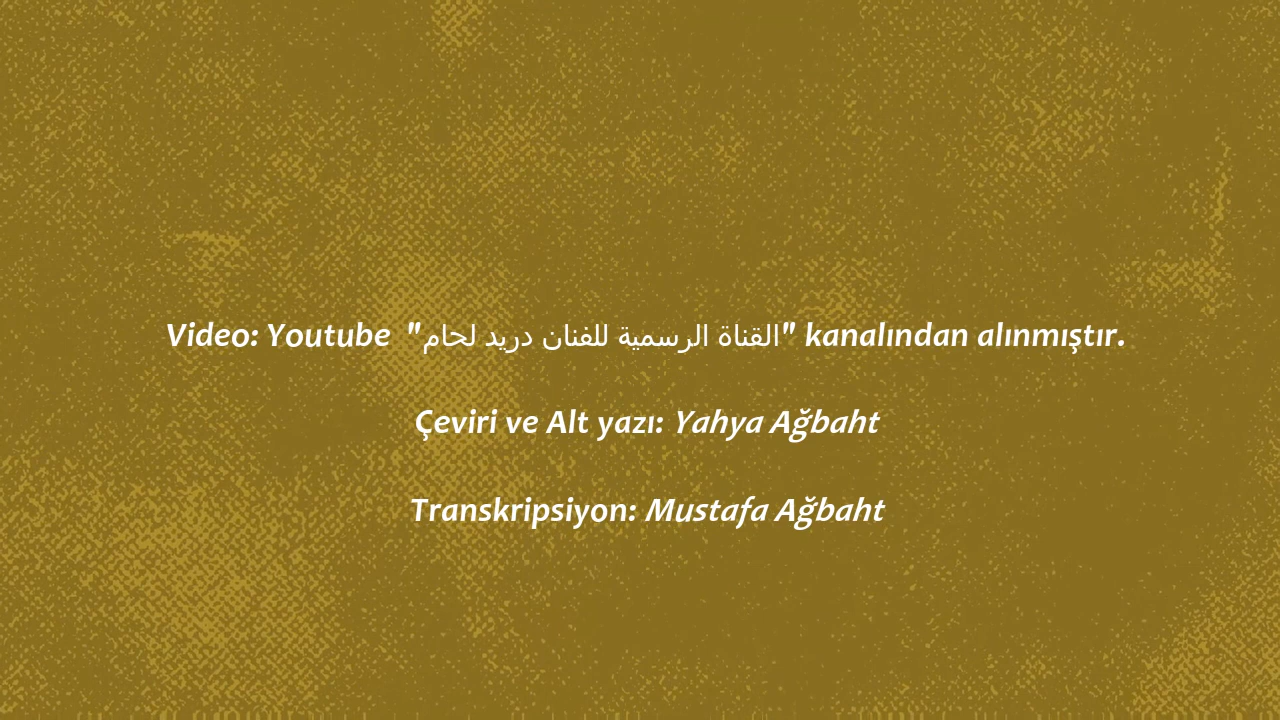 Video: Youtube "القناة الرسمية للفنان دريد لحام" kanalından alınmıştır.
Çeviri ve Alt yazı: Yahya Ağbaht
Transkripsiyon: Mustafa Ağbaht